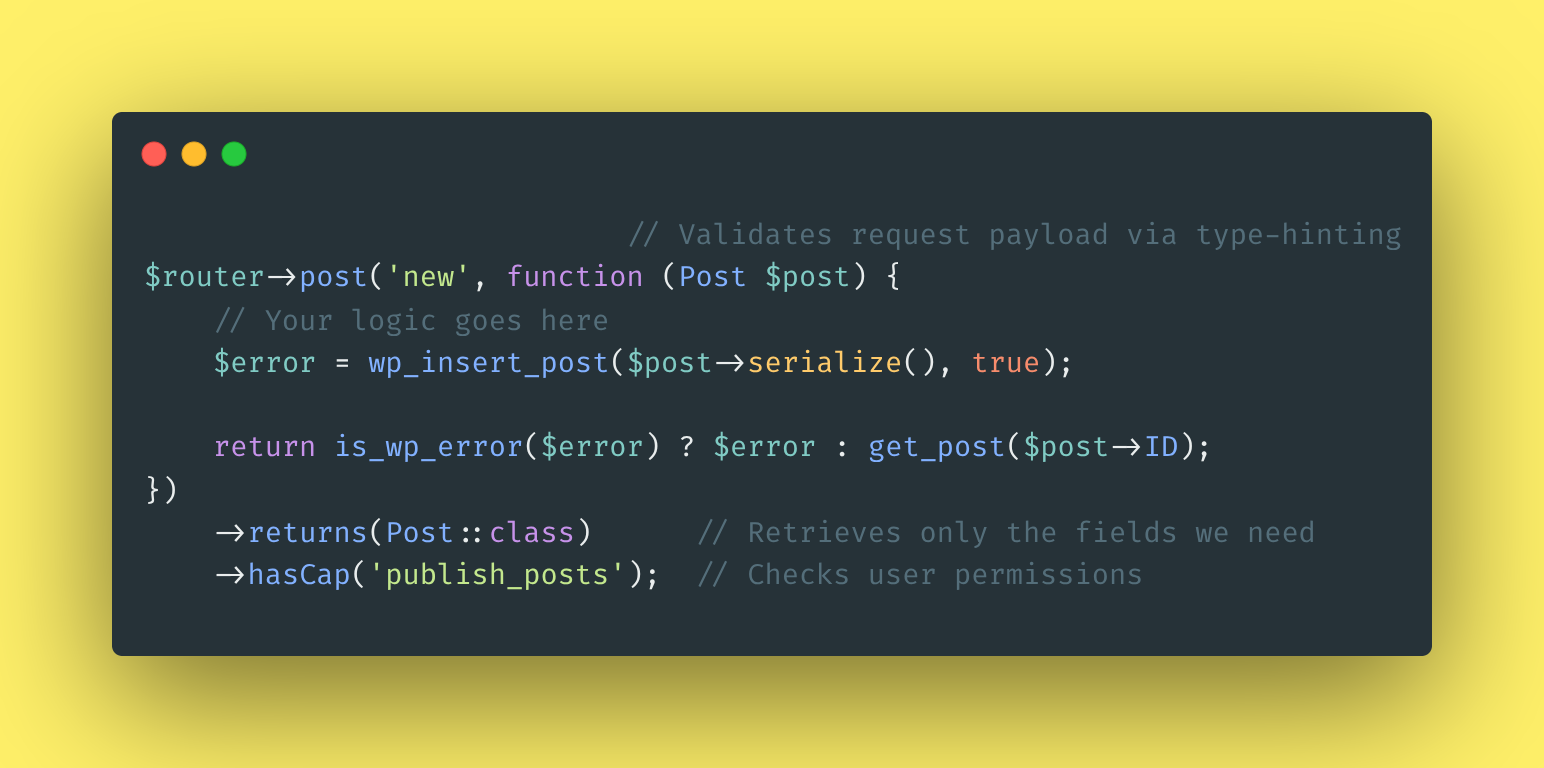 // Validates request payload via type-hinting
$router->post('new', function (Post $post) {
// Your logic goes here
$error = wp_insert_post($post->serialize(), true);
return is_wp_error($error) ? $error : get_post($post->ID);
})
->returns(Post::class) // Retrieves only the fields we need
->hasCap('publish_posts'); // Checks user permissions